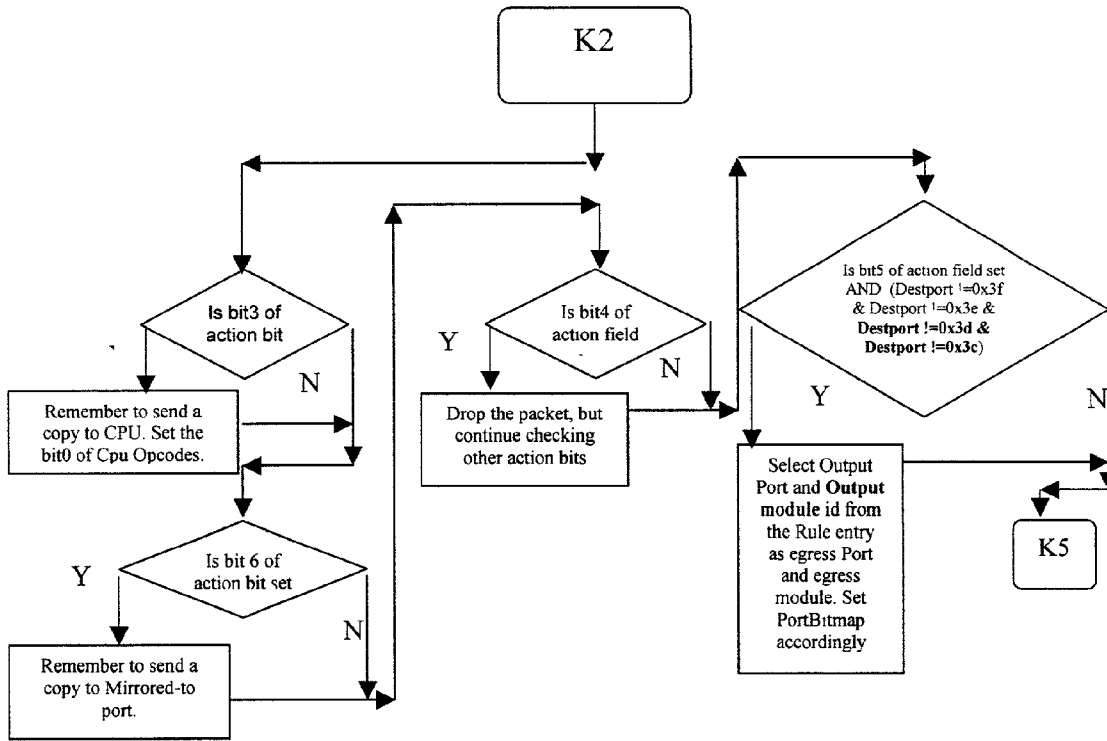 K2
Is bit3 of
action bit
Y
N
Remember to send a
copy to CPU. Set the
bit0 of Cpu Opcodes.
Is bit 6 of
action bit set
Y
N
Remember to send a
copy to Mirrored-to
port.
Is bit4 of
action field
Y
N
Drop the packet, but
continue checking
other action bits
Is bit5 of action field set
AND (Destport !=0x3f
& Destport !=0x3e &
Destport !=0x3d &
Destport !=0x3c)
Y
N
Select Output
Port and Output
module id from
the Rule entry
as egress Port
and egress
module. Set
PortBitmap
accordingly
K5